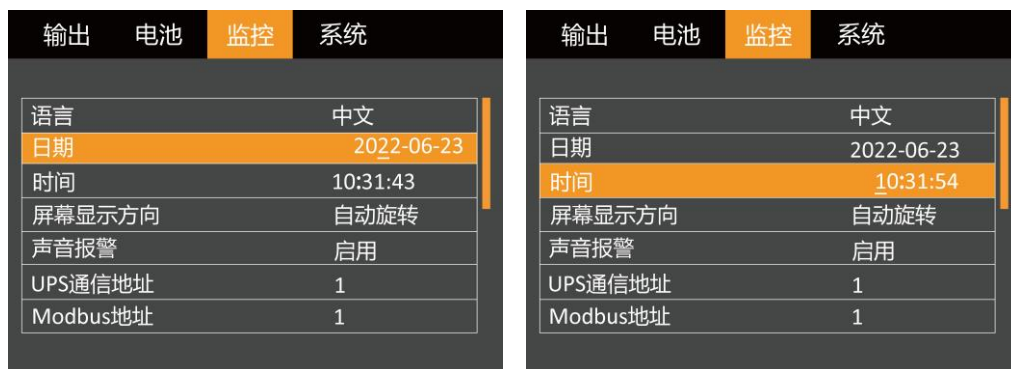 输出 电池 监控 系统
语言 中文
日期 2022-06-23
时间 10:31:43
屏幕显示方向 自动旋转
声音报警 启用
UPS通信地址 1
Modbus地址 1
输出 电池 监控 系统
语言 中文
日期 2022-06-23
时间 10:31:54
屏幕显示方向 自动旋转
声音报警 启用
UPS通信地址 1
Modbus地址 1